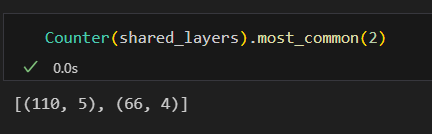 Counter(shared_layers).most_common(2)
0.0s
[(110, 5), (66, 4)]